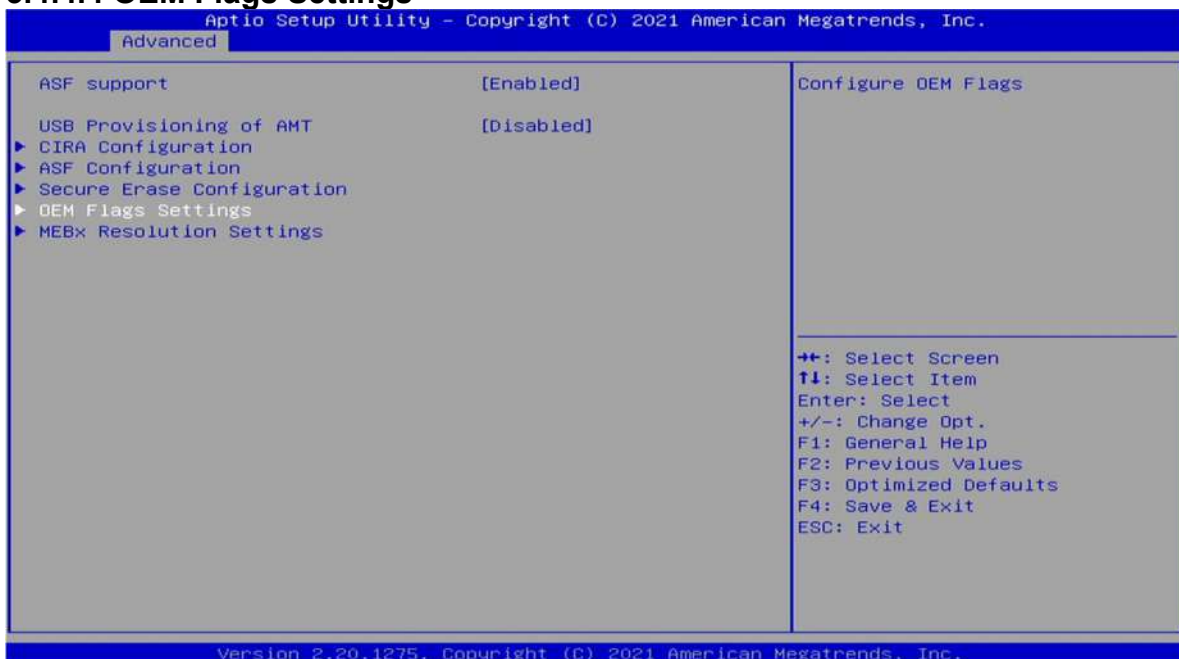 OEM Flags Settings
Aptio Setup Utility – Copyright (C) 2021 American Megatrends, Inc.
Advanced
ASF support [Enabled]
USB Provisioning of AMT [Disabled]
► CIRA Configuration
► ASF Configuration
► Secure Erase Configuration
► OEM Flags Settings
► MEBx Resolution Settings
Configure OEM Flags
→←: Select Screen
↑↓: Select Item
Enter: Select
+/-: Change Opt.
F1: General Help
F2: Previous Values
F3: Optimized Defaults
F4: Save & Exit
ESC: Exit
Version 2.20.1275. Copyright (C) 2021 American Megatrends, Inc.